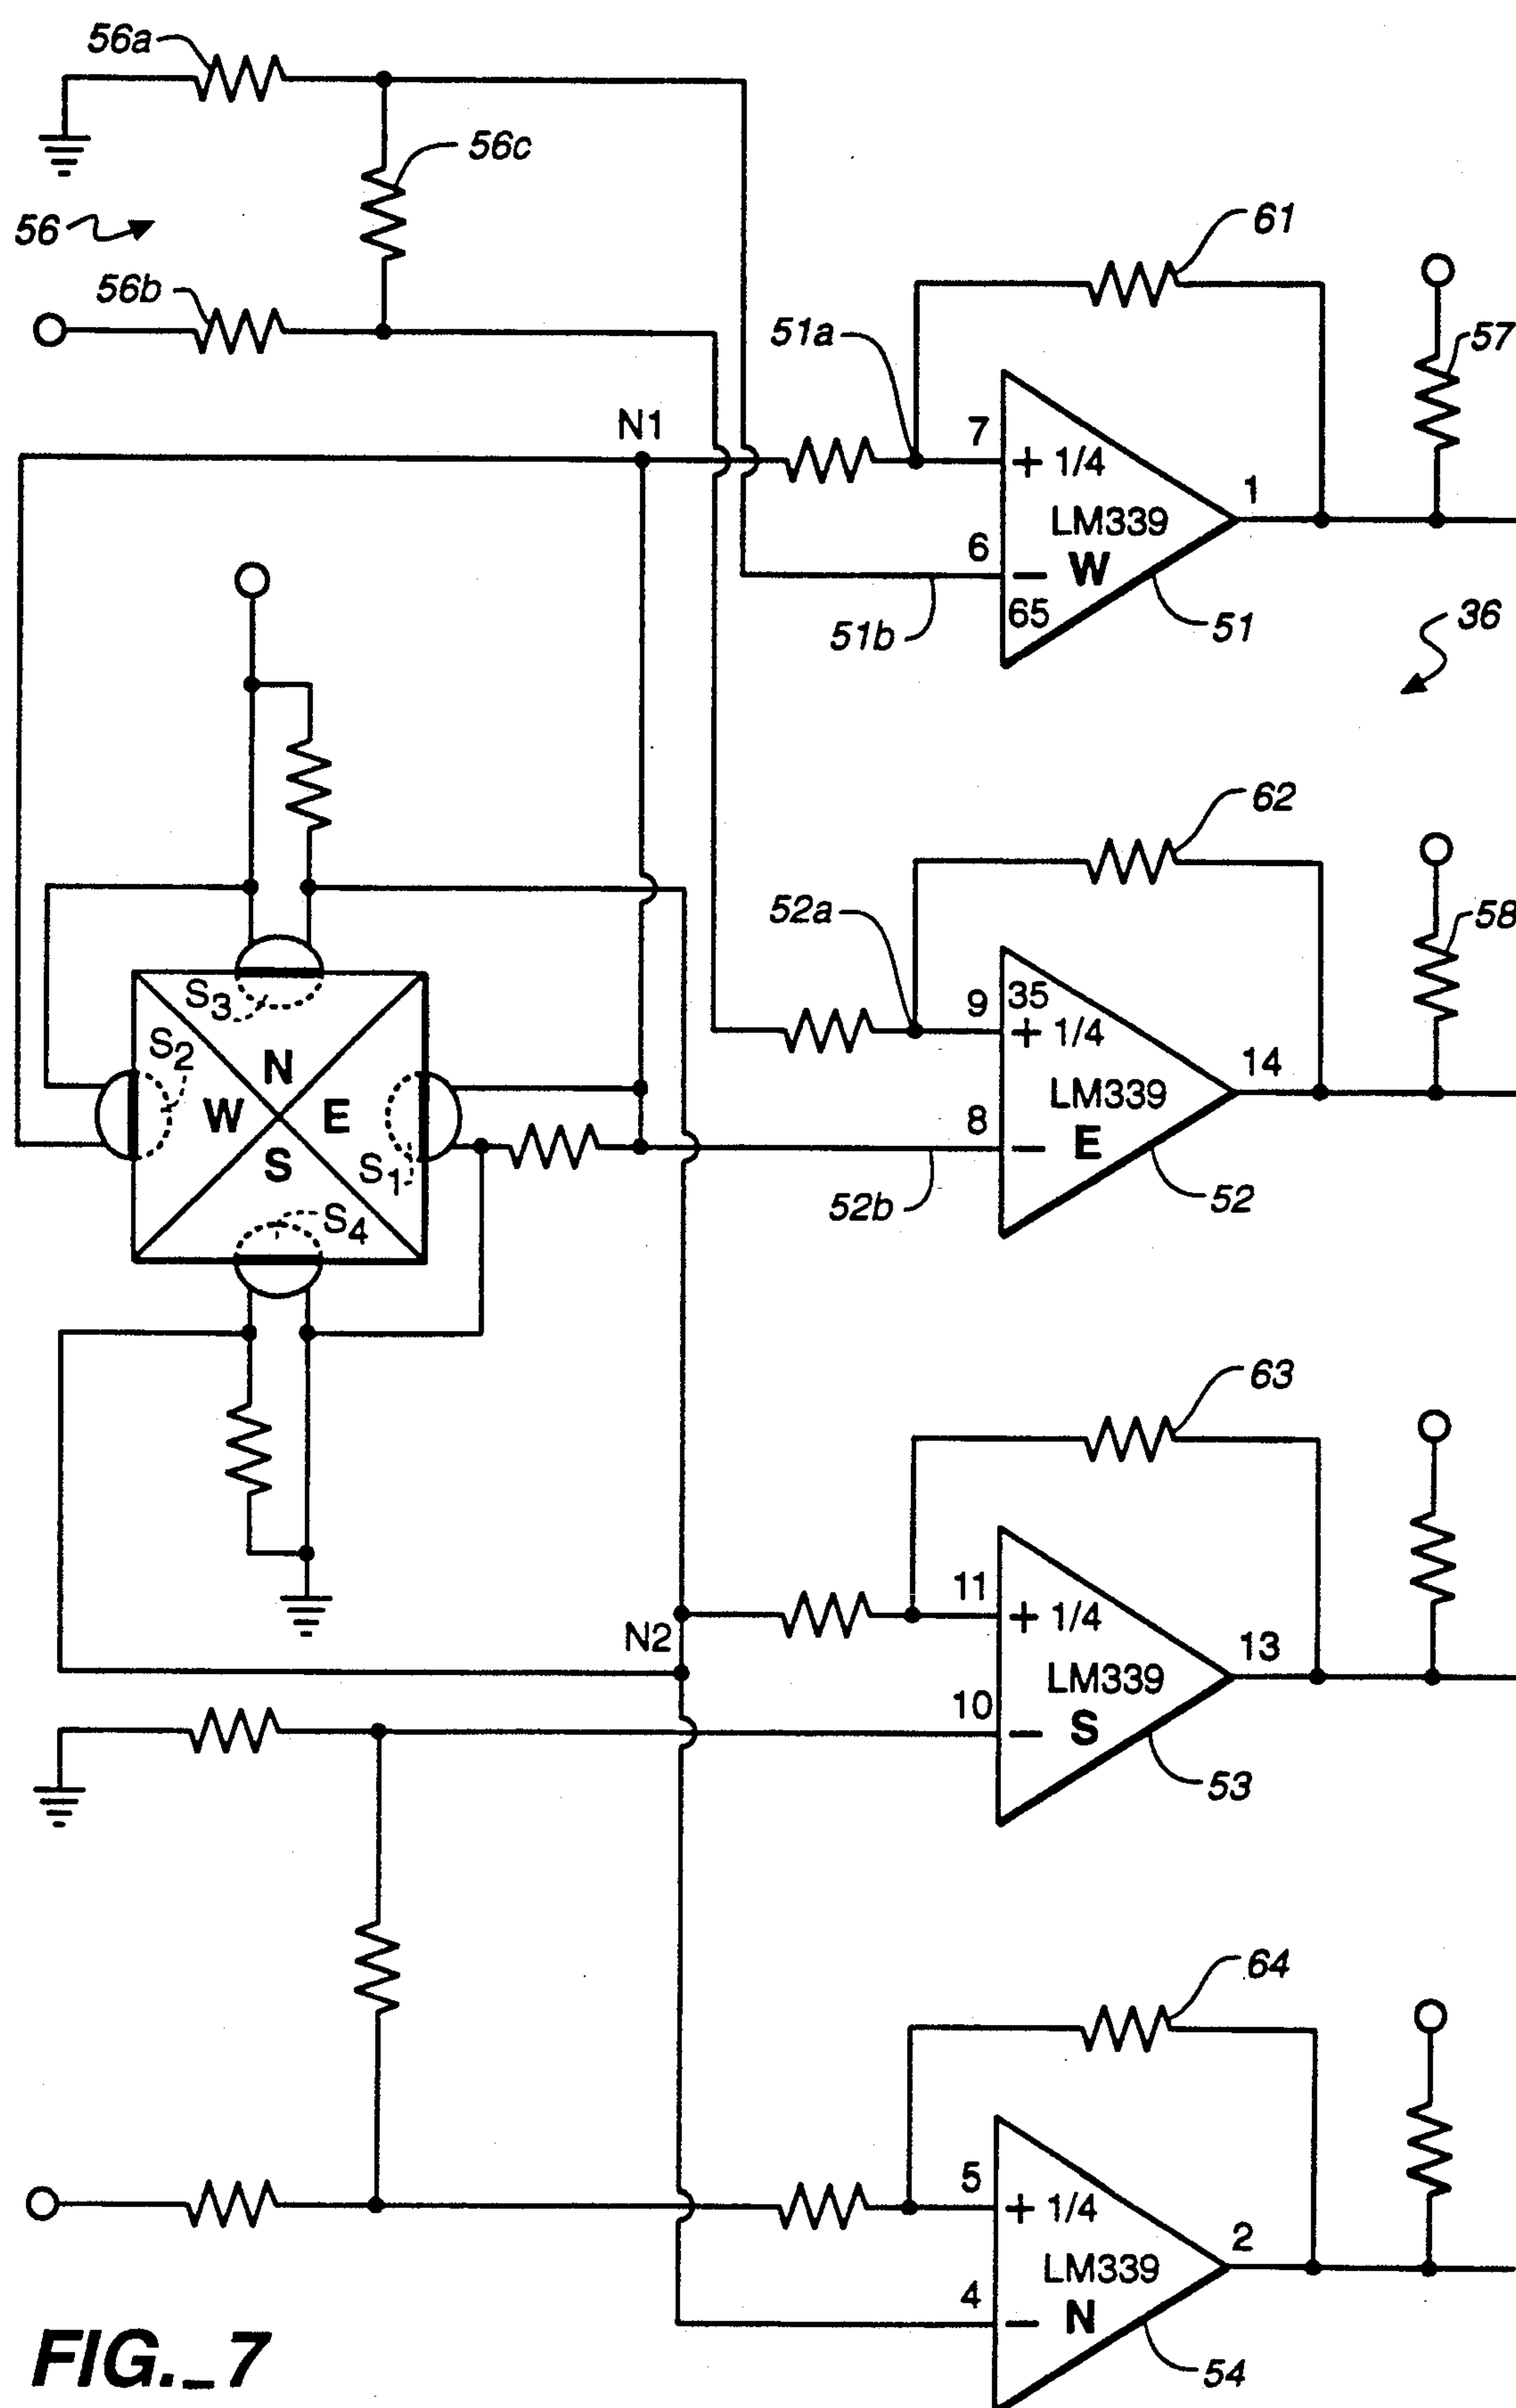 56a
56c
56
56b
61
51a
57
N1
7
+ 1/4
1
LM339
6
– W
65
51b
51
36
62
52a
58
S3
9
35
+ 1/4
S2
N
14
W
E
LM339
8
– E
S
S1
52b
52
S4
63
11
+ 1/4
N2
13
LM339
10
– S
53
64
5
+ 1/4
2
LM339
4
– N
54
FIG._7